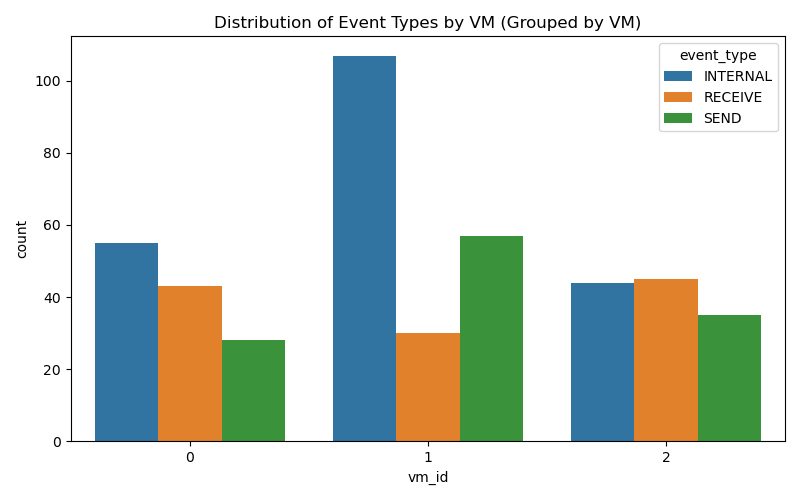 Distribution of Event Types by VM (Grouped by VM)
event_type
INTERNAL
RECEIVE
SEND
100
80
60
40
20
0
count
0 1 2
vm_id